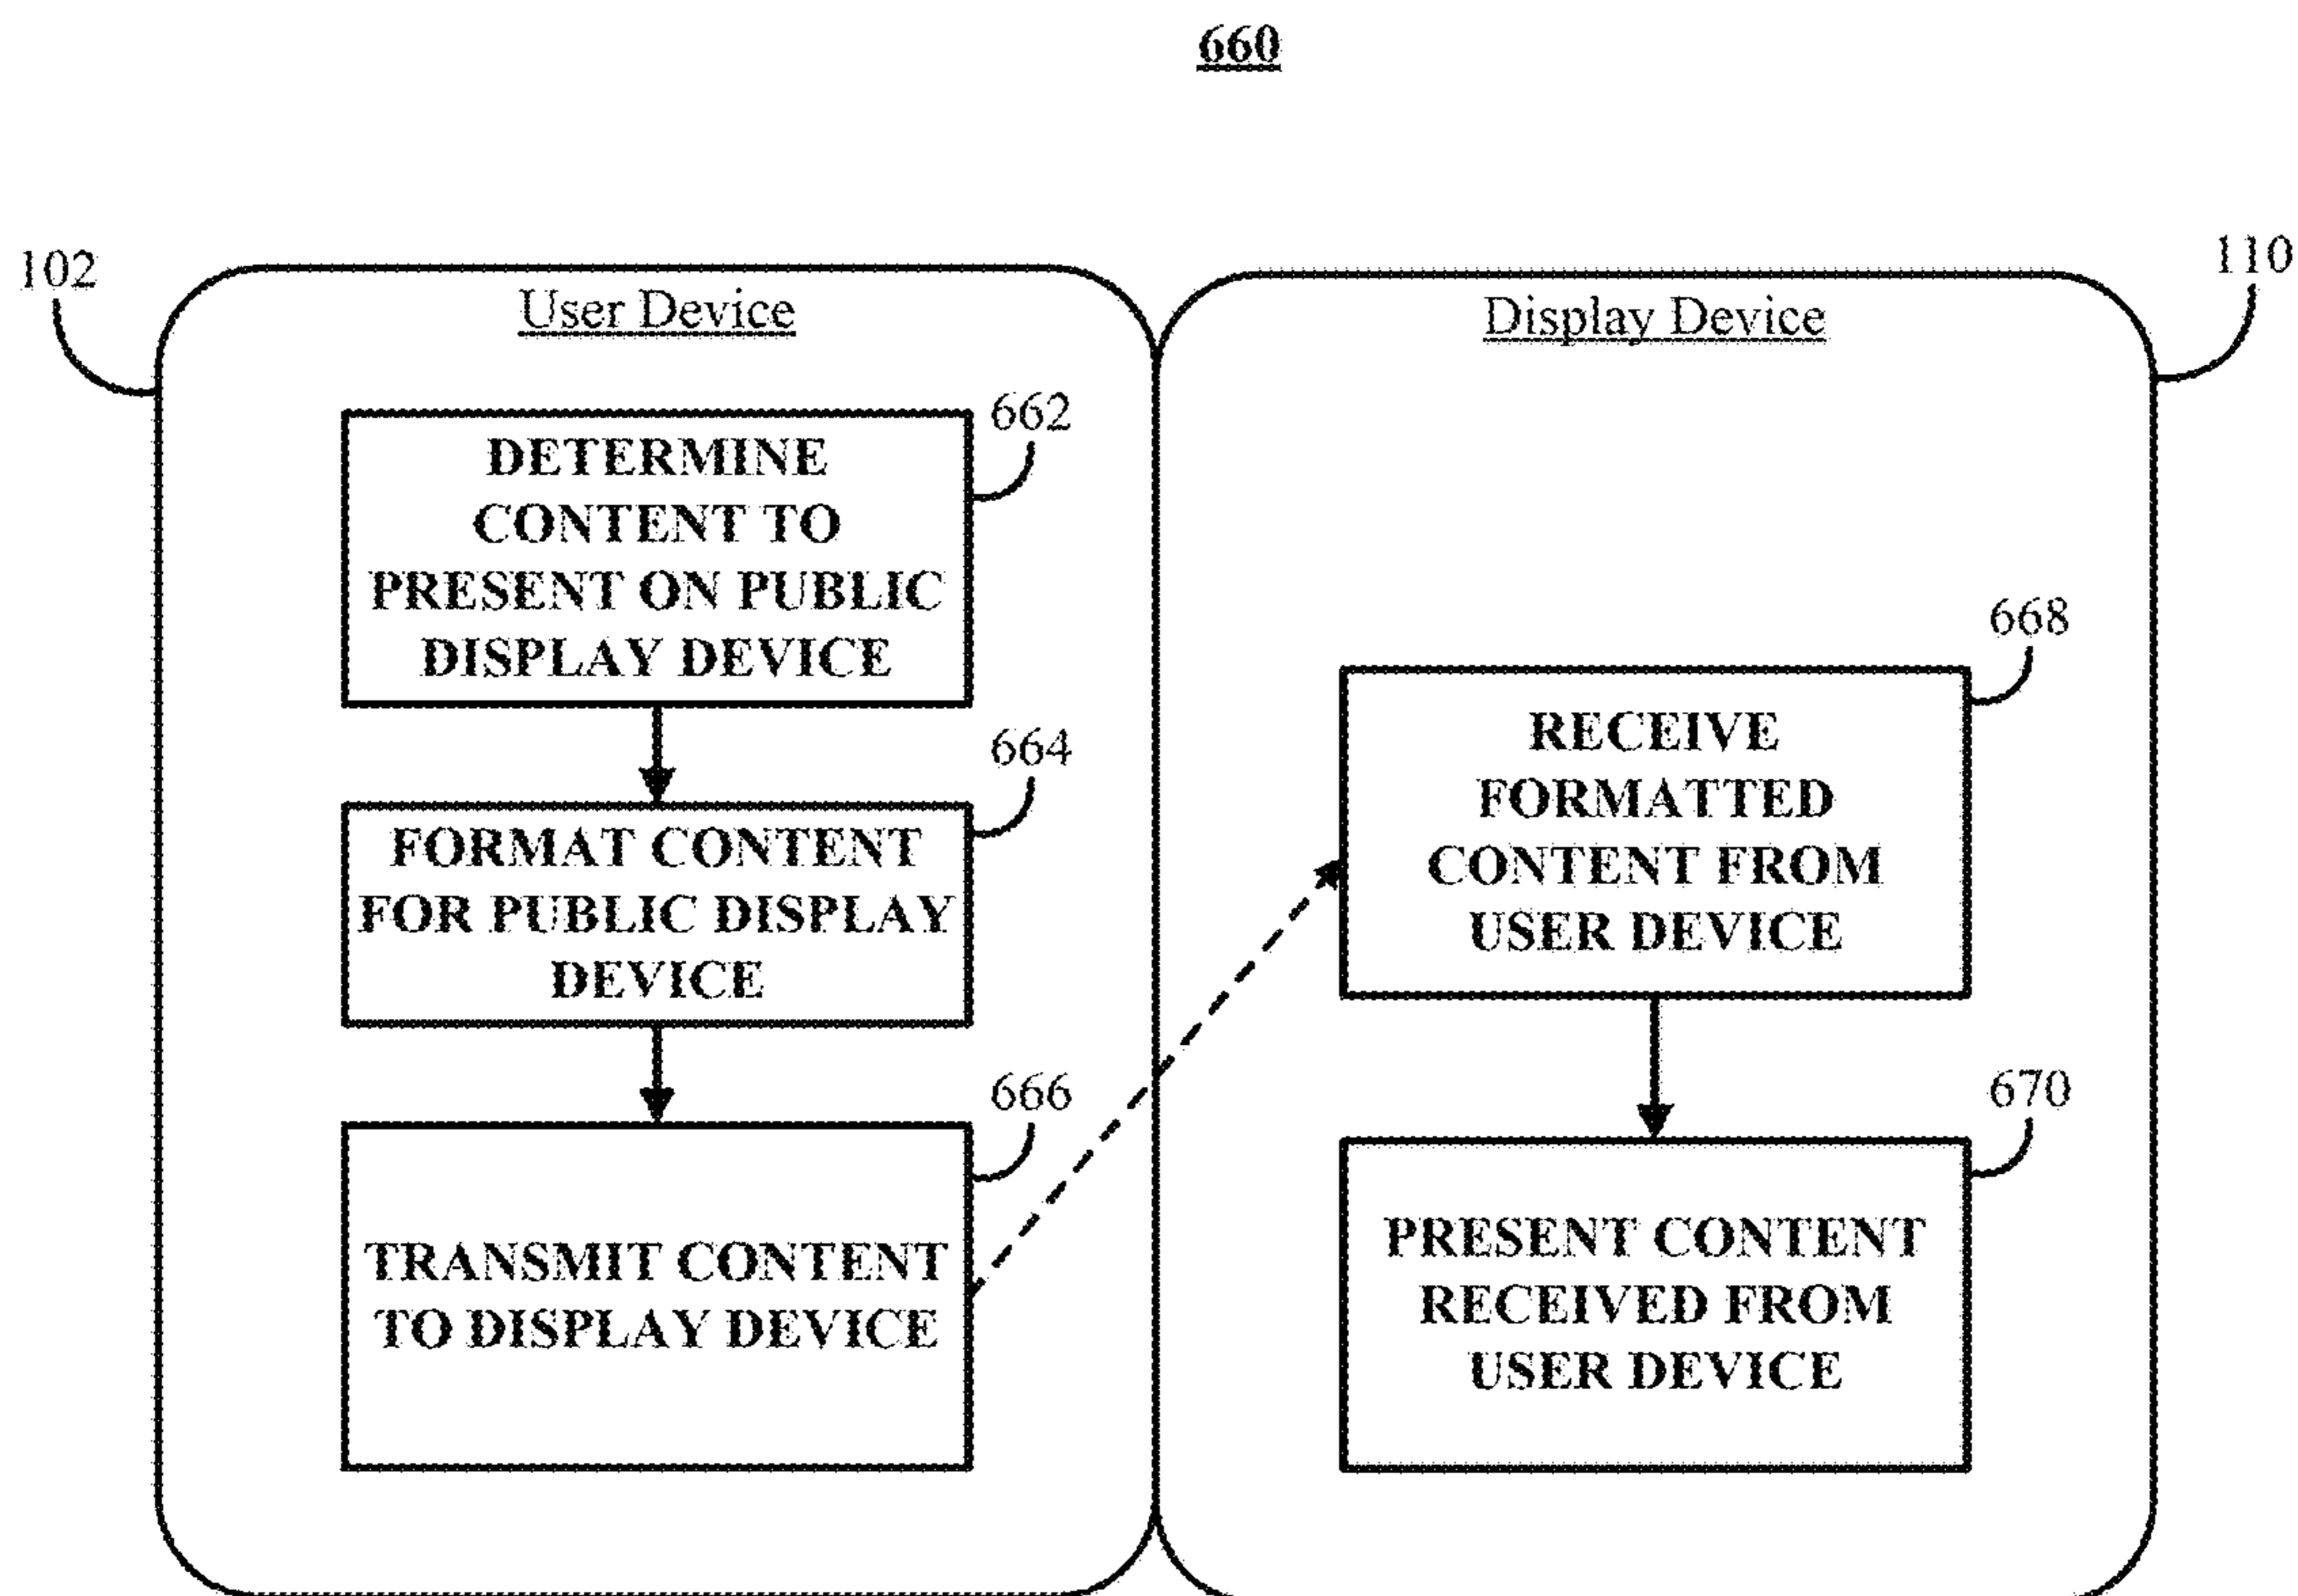 660
102
User Device
662
DETERMINE
CONTENT TO
PRESENT ON PUBLIC
DISPLAY DEVICE
664
FORMAT CONTENT
FOR PUBLIC DISPLAY
DEVICE
666
TRANSMIT CONTENT
TO DISPLAY DEVICE
110
Display Device
668
RECEIVE
FORMATTED
CONTENT FROM
USER DEVICE
670
PRESENT CONTENT
RECEIVED FROM
USER DEVICE